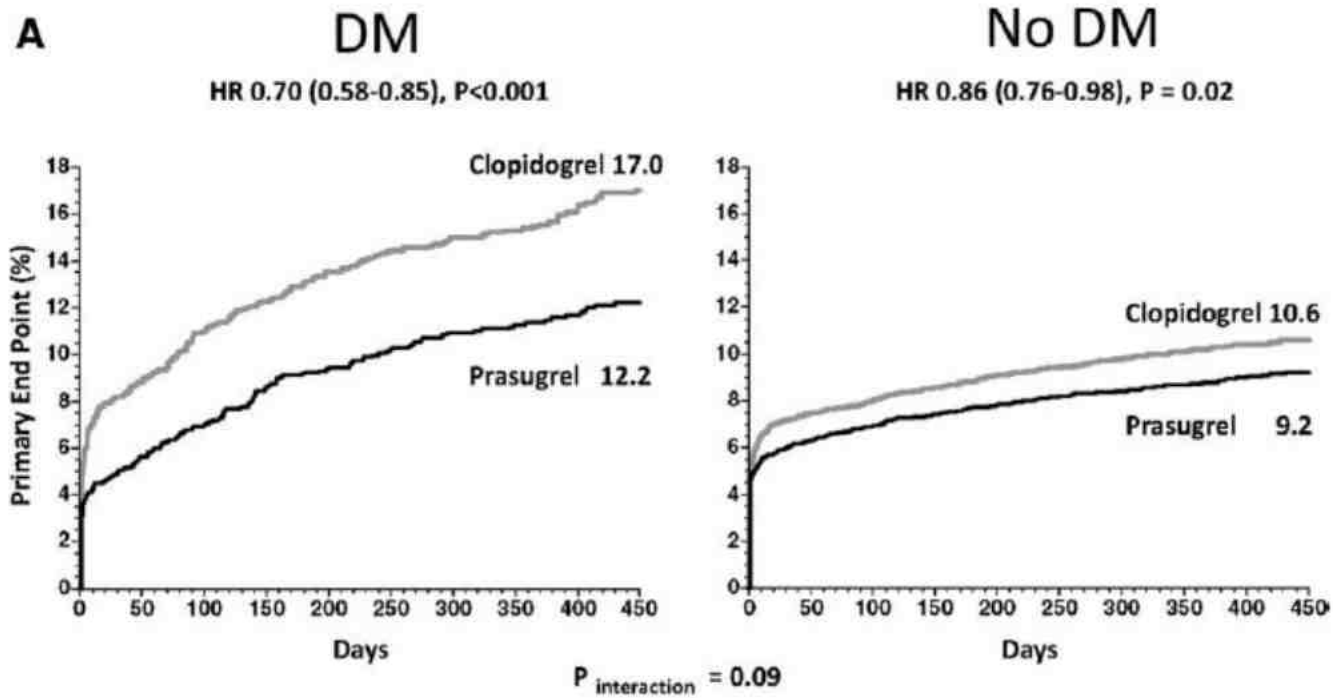 A
DM
HR 0.70 (0.58-0.85), P<0.001
No DM
HR 0.86 (0.76-0.98), P = 0.02
Primary End Point (%)
18
16
14
12
10
8
6
4
2
0
Clopidogrel 17.0
Prasugrel 12.2
0 50 100 150 200 250 300 350 400 450
Days
18
16
14
12
10
8
6
4
2
0
Clopidogrel 10.6
Prasugrel 9.2
0 50 100 150 200 250 300 350 400 450
Days
P interaction = 0.09